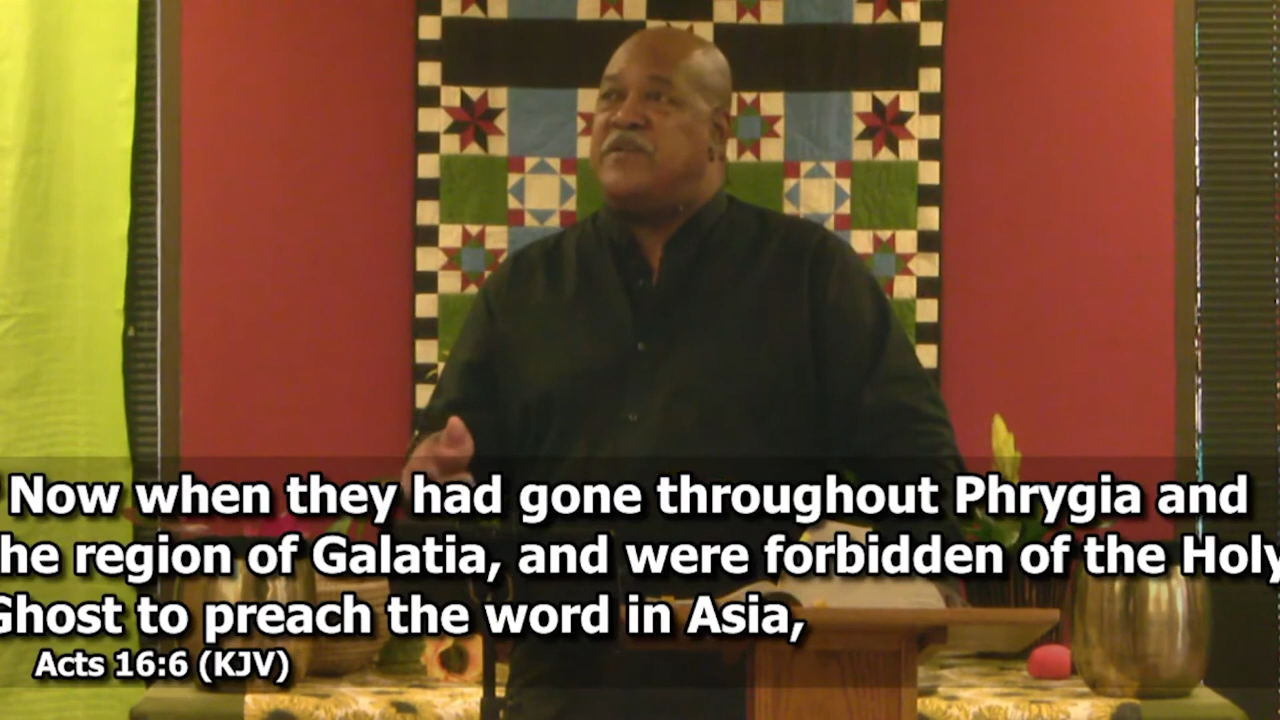 Now when they had gone throughout Phrygia and
he region of Galatia, and were forbidden of the Holy
Ghost to preach the word in Asia,
Acts 16:6 (KJV)